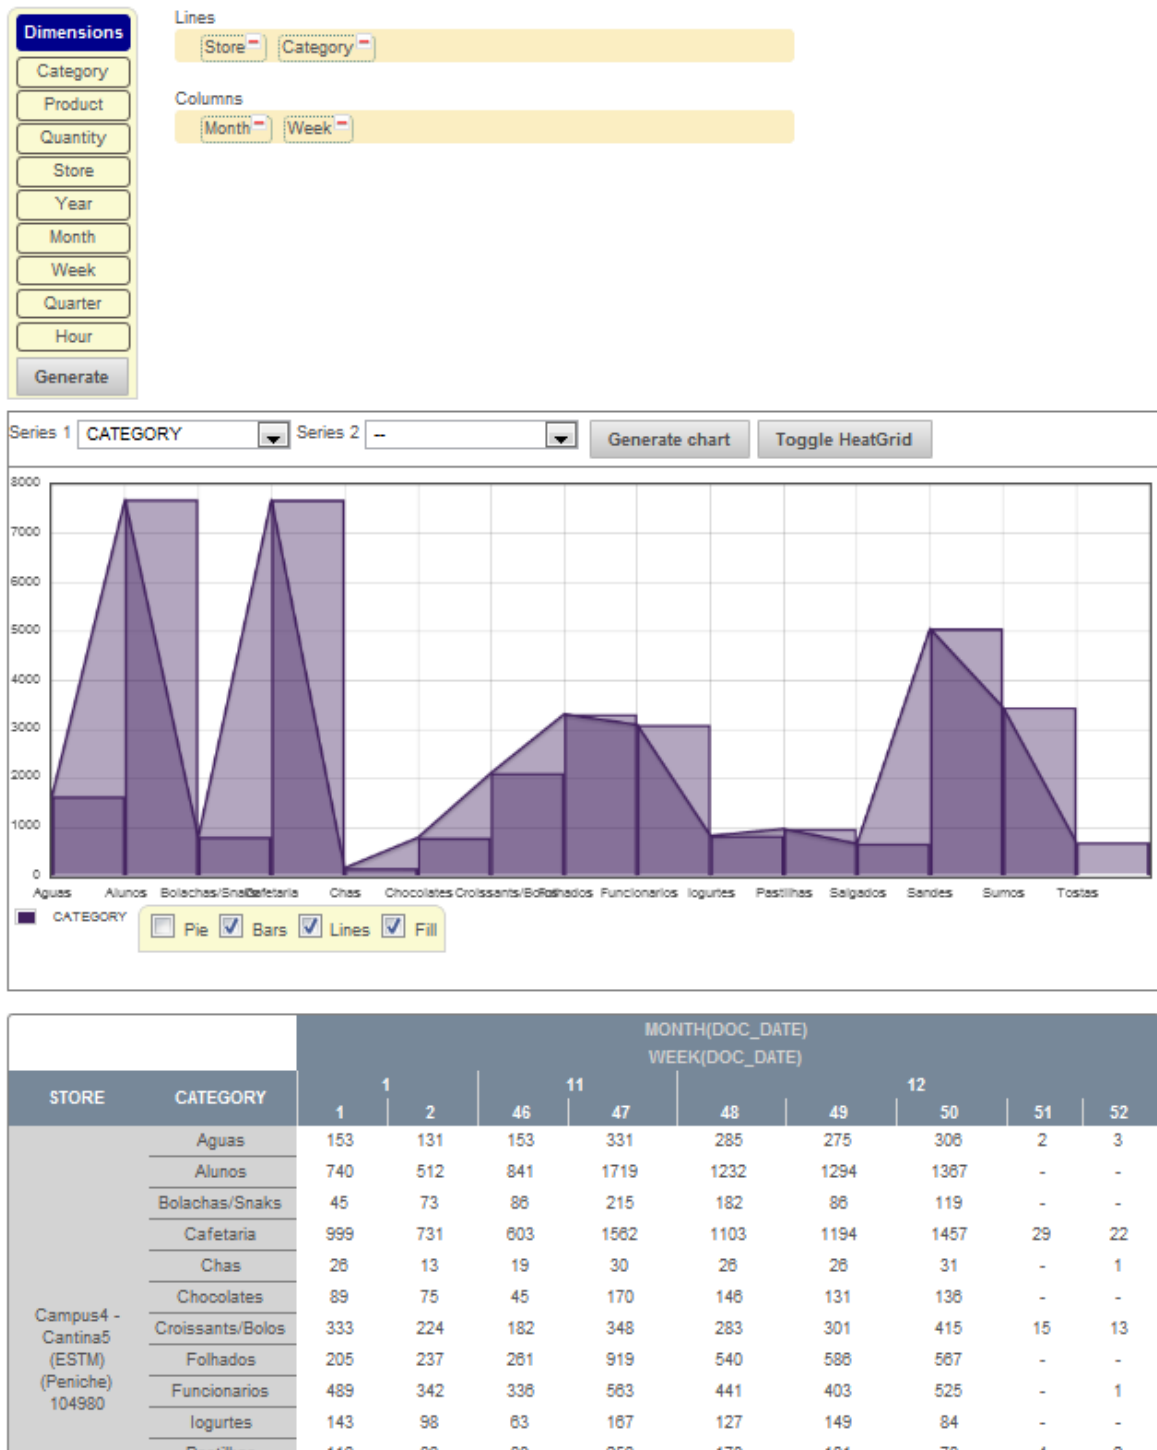 Dimensions
Category
Product
Quantity
Store
Year
Month
Week
Quarter
Hour
Generate
Lines
Store Category
Columns
Month Week
Series 1 CATEGORY Series 2 -- Generate chart Toggle HeatGrid
8000
7000
6000
5000
4000
3000
2000
1000
0
Aguas Alunos Bolachas/Snaks Cafetaria Chas Chocolates Croissants/Bolos Folhados Funcionarios Iogurtes Pastilhas Salgados Sandes Sumos Tostas
CATEGORY
Pie Bars Lines Fill
MONTH(DOC_DATE)
WEEK(DOC_DATE)
STORE CATEGORY 1 11 12
1 2 46 47 48 49 50 51 52
Campus4 -
Cantina5
(ESTM)
(Peniche)
104980
Aguas 153 131 153 331 285 275 306 2 3
Alunos 740 512 841 1719 1232 1294 1367 - -
Bolachas/Snaks 45 73 86 215 182 86 119 - -
Cafetaria 999 731 603 1562 1103 1194 1457 29 22
Chas 26 13 19 30 26 26 31 - 1
Chocolates 89 75 45 170 146 131 136 - -
Croissants/Bolos 333 224 182 348 283 301 415 15 13
Folhados 205 237 261 919 540 586 567 - -
Funcionarios 489 342 336 563 441 403 525 - 1
Iogurtes 143 98 63 167 127 149 84 - -